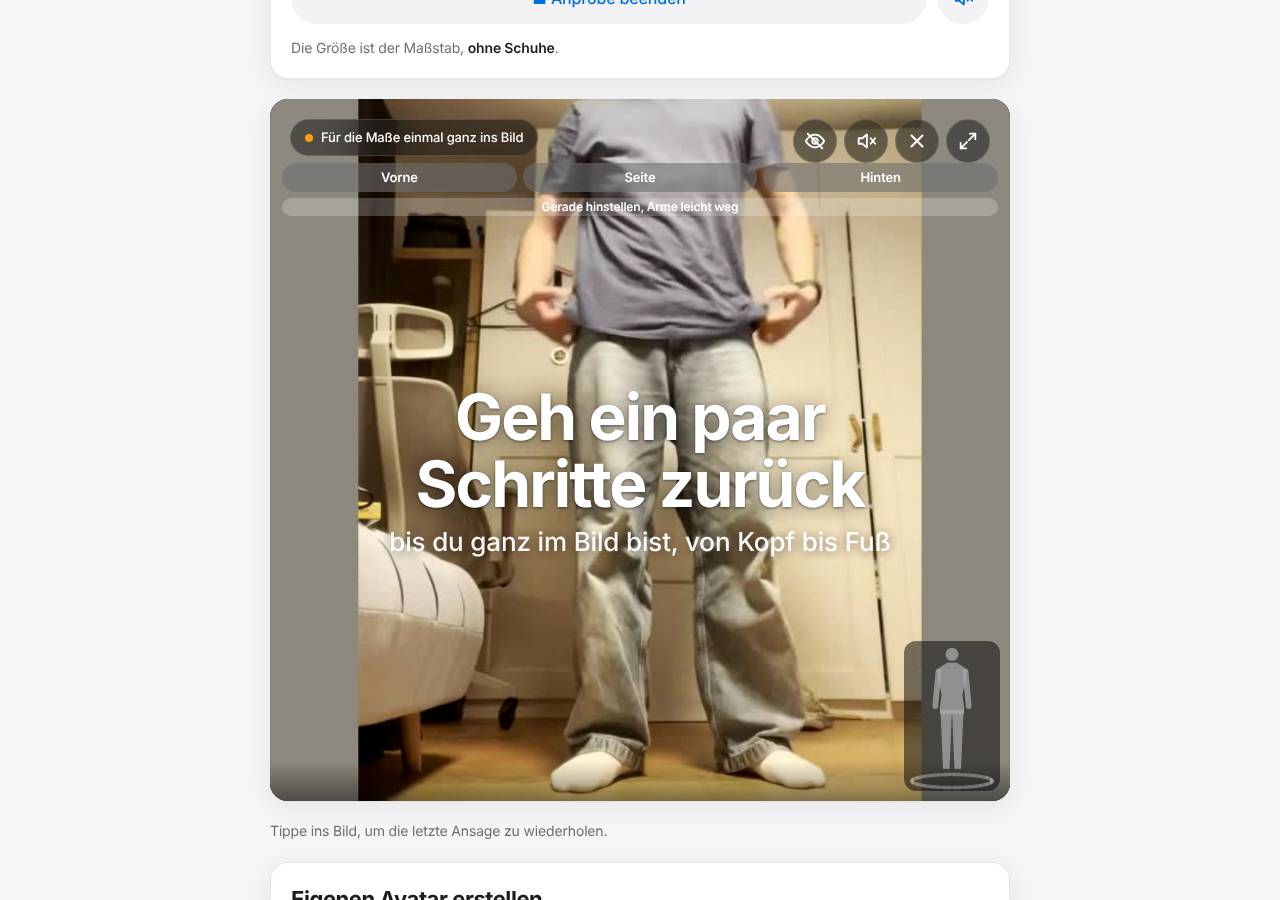 Anprobe beenden
Die Größe ist der Maßstab, ohne Schuhe.
Für die Maße einmal ganz ins Bild
Vorne
Seite
Hinten
Gerade hinstellen, Arme leicht weg
Geh ein paar
Schritte zurück
bis du ganz im Bild bist, von Kopf bis Fuß
Tippe ins Bild, um die letzte Ansage zu wiederholen.
Eigenen Avatar erstellen